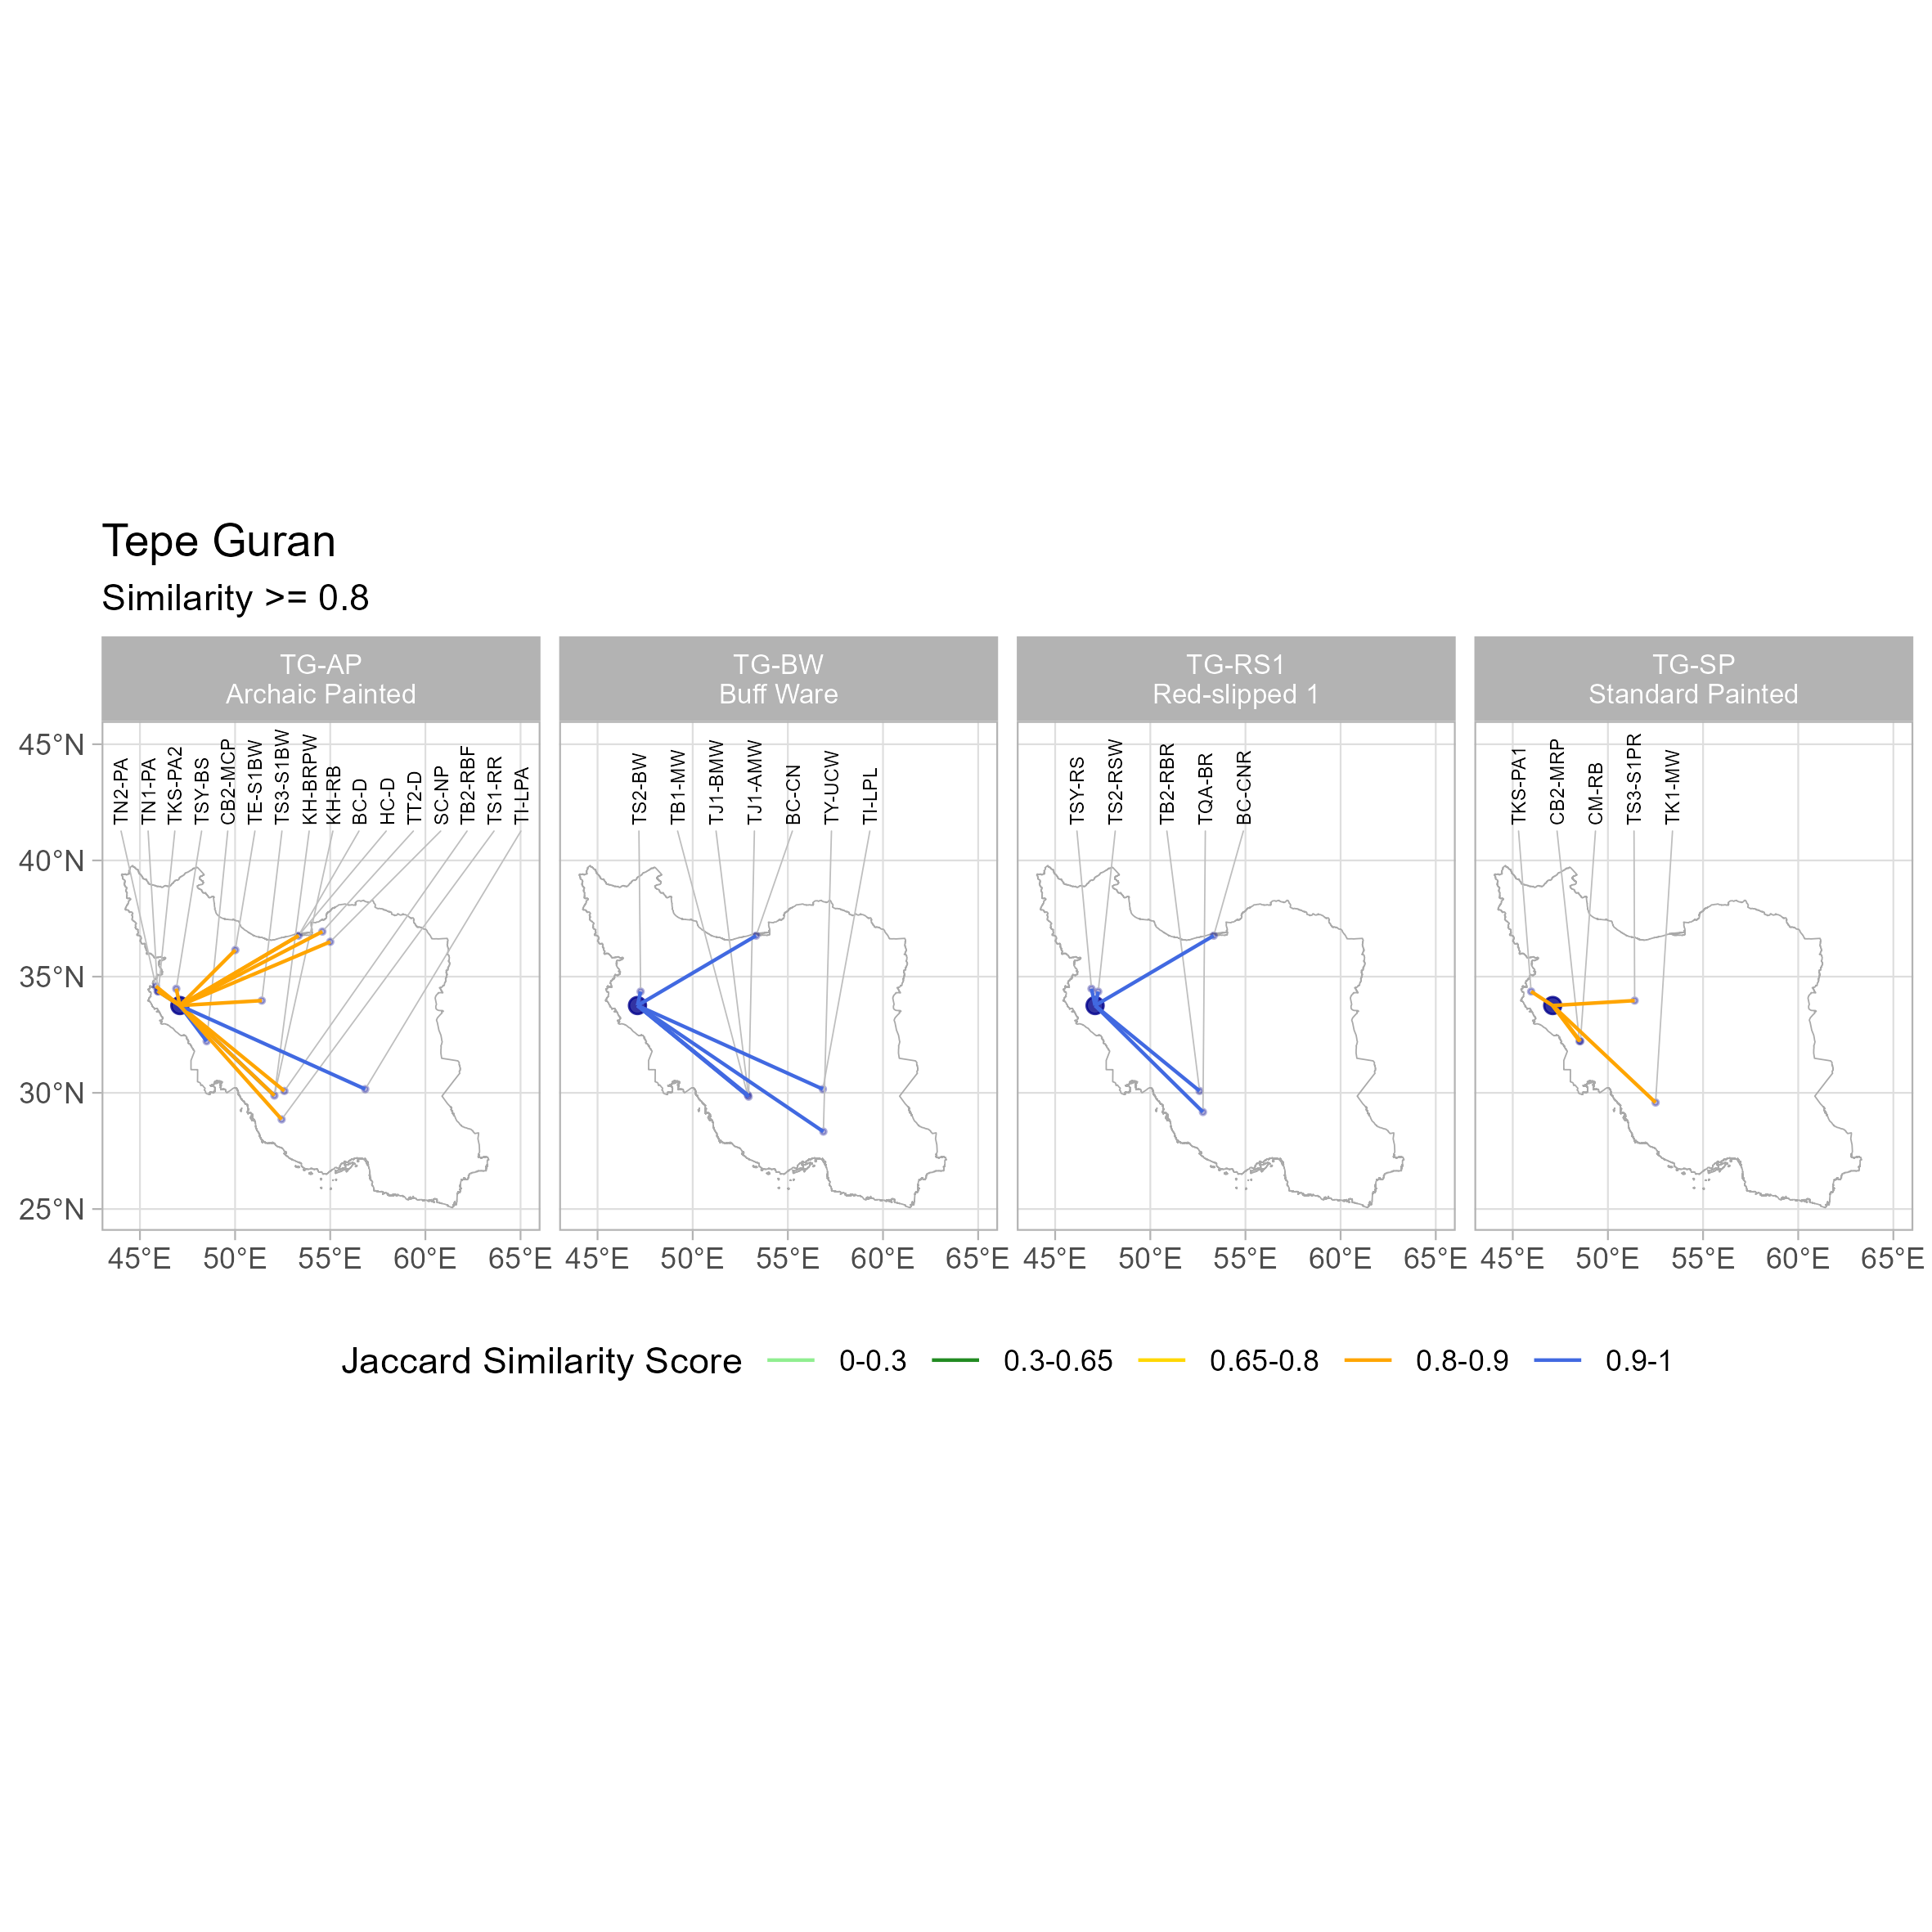 Tepe Guran
Similarity >= 0.8
TG-AP
Archaic Painted
TG-BW
Buff Ware
TG-RS1
Red-slipped 1
TG-SP
Standard Painted
45°N
40°N
35°N
30°N
25°N
TN2-PA
TN1-PA
TKS-PA2
TSY-BS
CB2-MCP
TE-S1BW
TS3-S1BW
KH-BRPW
KH-RB
BC-D
HC-D
TT2-D
SC-NP
TB2-RBF
TS1-RR
TI-LPA
TS2-BW
TB1-MW
TJ1-BMW
TJ1-AMW
BC-CN
TY-UCW
TI-LPL
TSY-RS
TS2-RSW
TB2-RBR
TQA-BR
BC-CNR
TKS-PA1
CB2-MRP
CM-RB
TS3-S1PR
TK1-MW
45°E 50°E 55°E 60°E 65°E 45°E 50°E 55°E 60°E 65°E 45°E 50°E 55°E 60°E 65°E 45°E 50°E 55°E 60°E 65°E
Jaccard Similarity Score 0-0.3 0.3-0.65 0.65-0.8 0.8-0.9 0.9-1